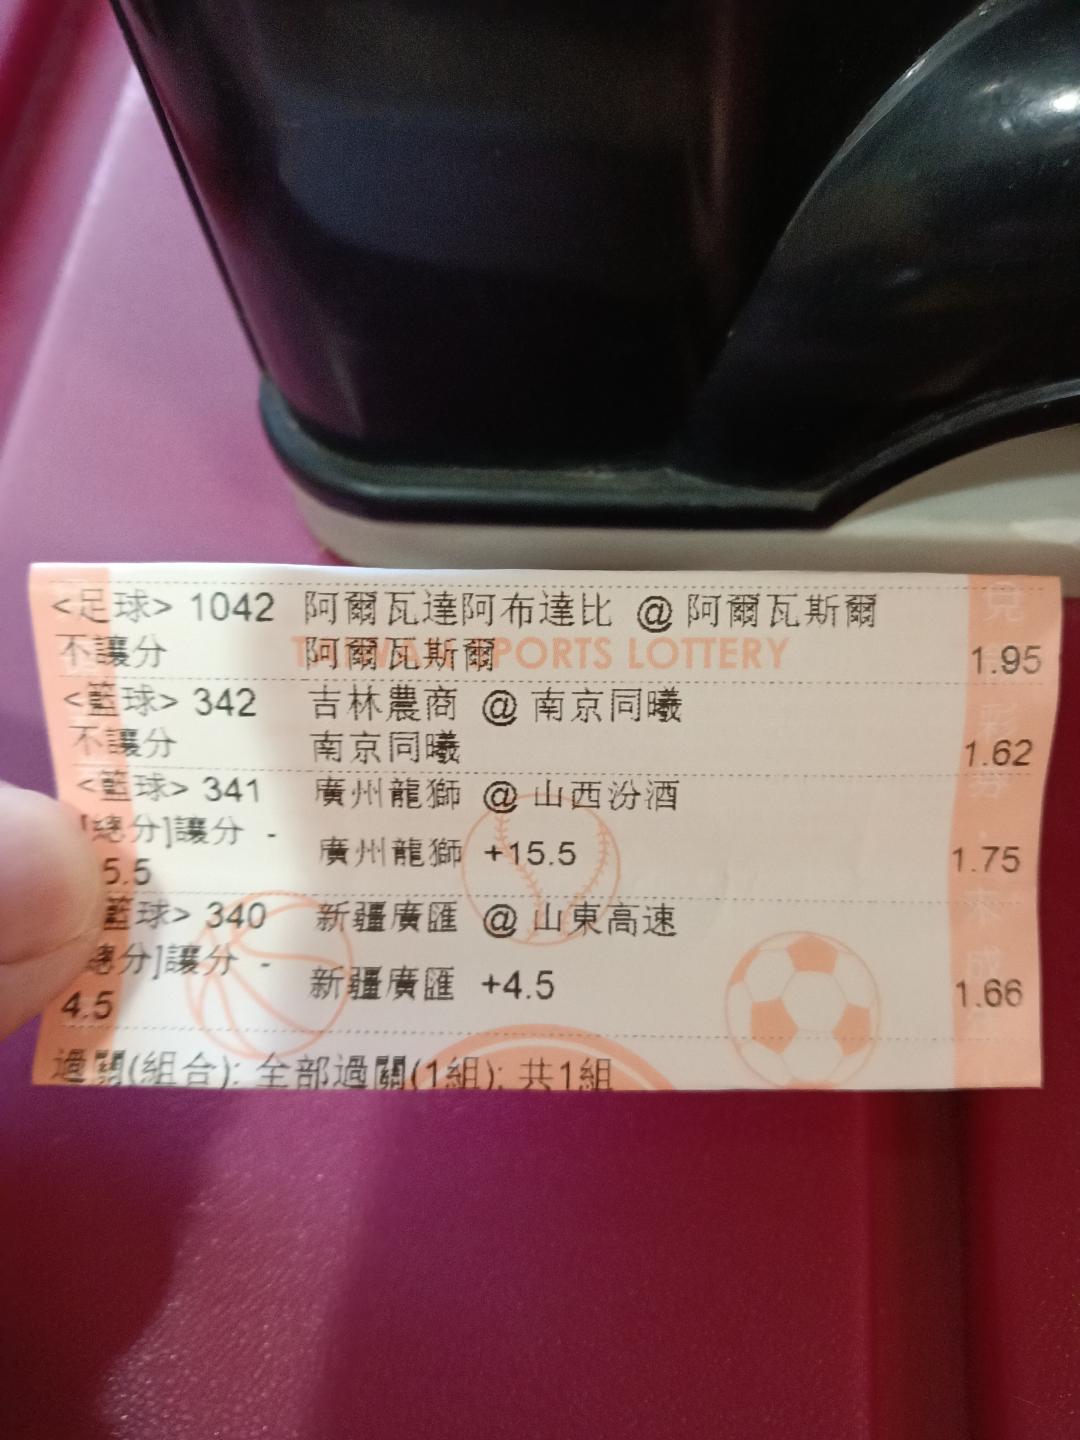 <足球> 1042 阿爾瓦達阿布達比 @ 阿爾瓦斯爾
不讓分 阿爾瓦斯爾 1.95
SPORTS LOTTERY
<籃球> 342 吉林農商 @ 南京同曦
不讓分 南京同曦 1.62
<籃球> 341 廣州龍獅 @ 山西汾酒
總分]讓分 -
5.5 廣州龍獅 +15.5 1.75
籃球> 340 新疆廣匯 @ 山東高速
總分]讓分 -
4.5 新疆廣匯 +4.5 1.66
過關(組合): 全部過關(1組); 共1組